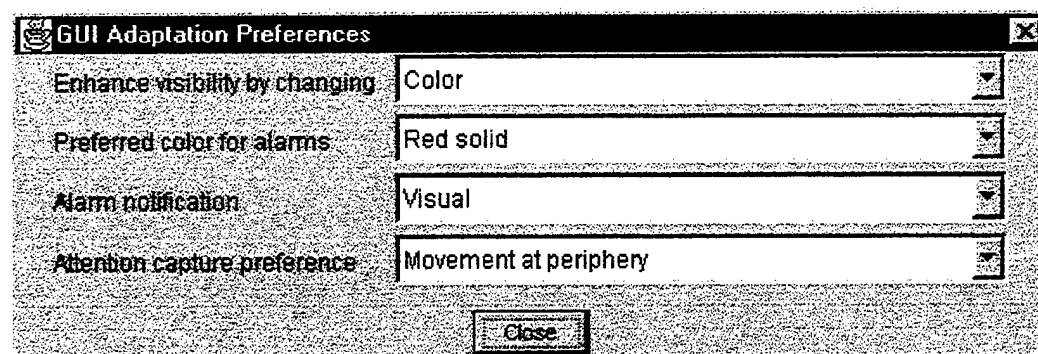 GUI Adaptation Preferences
Enhance visibility by changing Color
Preferred color for alarms Red solid
Alarm notification Visual
Attention capture preference Movement at periphery
Close